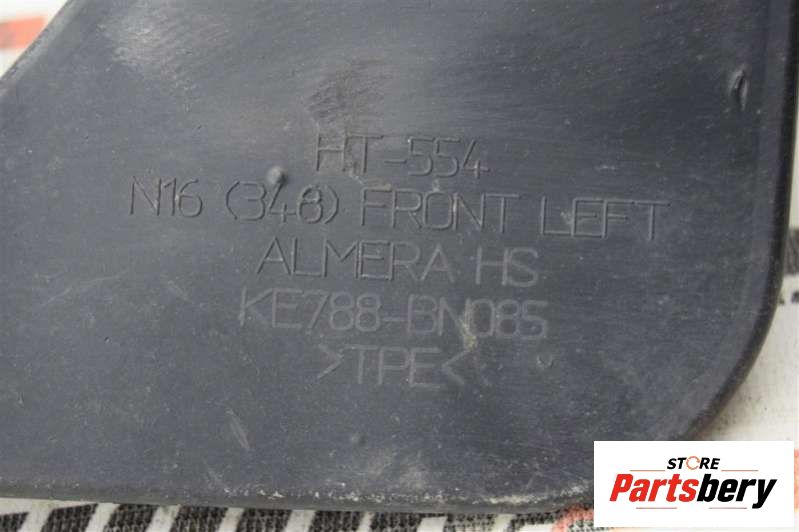 HT-554
N16 (348) FRONT LEFT
ALMERA HS
KE788-BN085
>TPE<
STORE
Partsbery